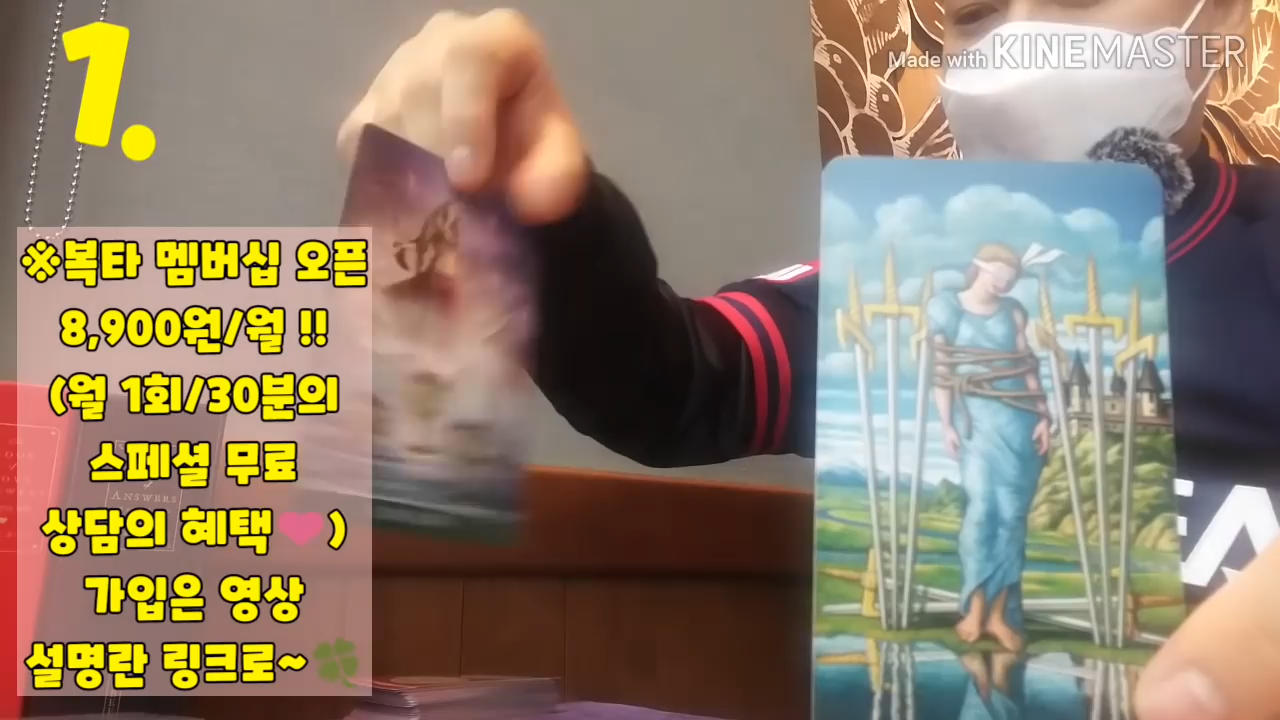 1.
Made with KINEMASTER
※복타 멤버십 오픈
8,900원/월 !!
(월 1회/30분의
스페셜 무료
상담의 혜택🩷)
가입은 영상
설명란 링크로~🍀
of
ANSWERS